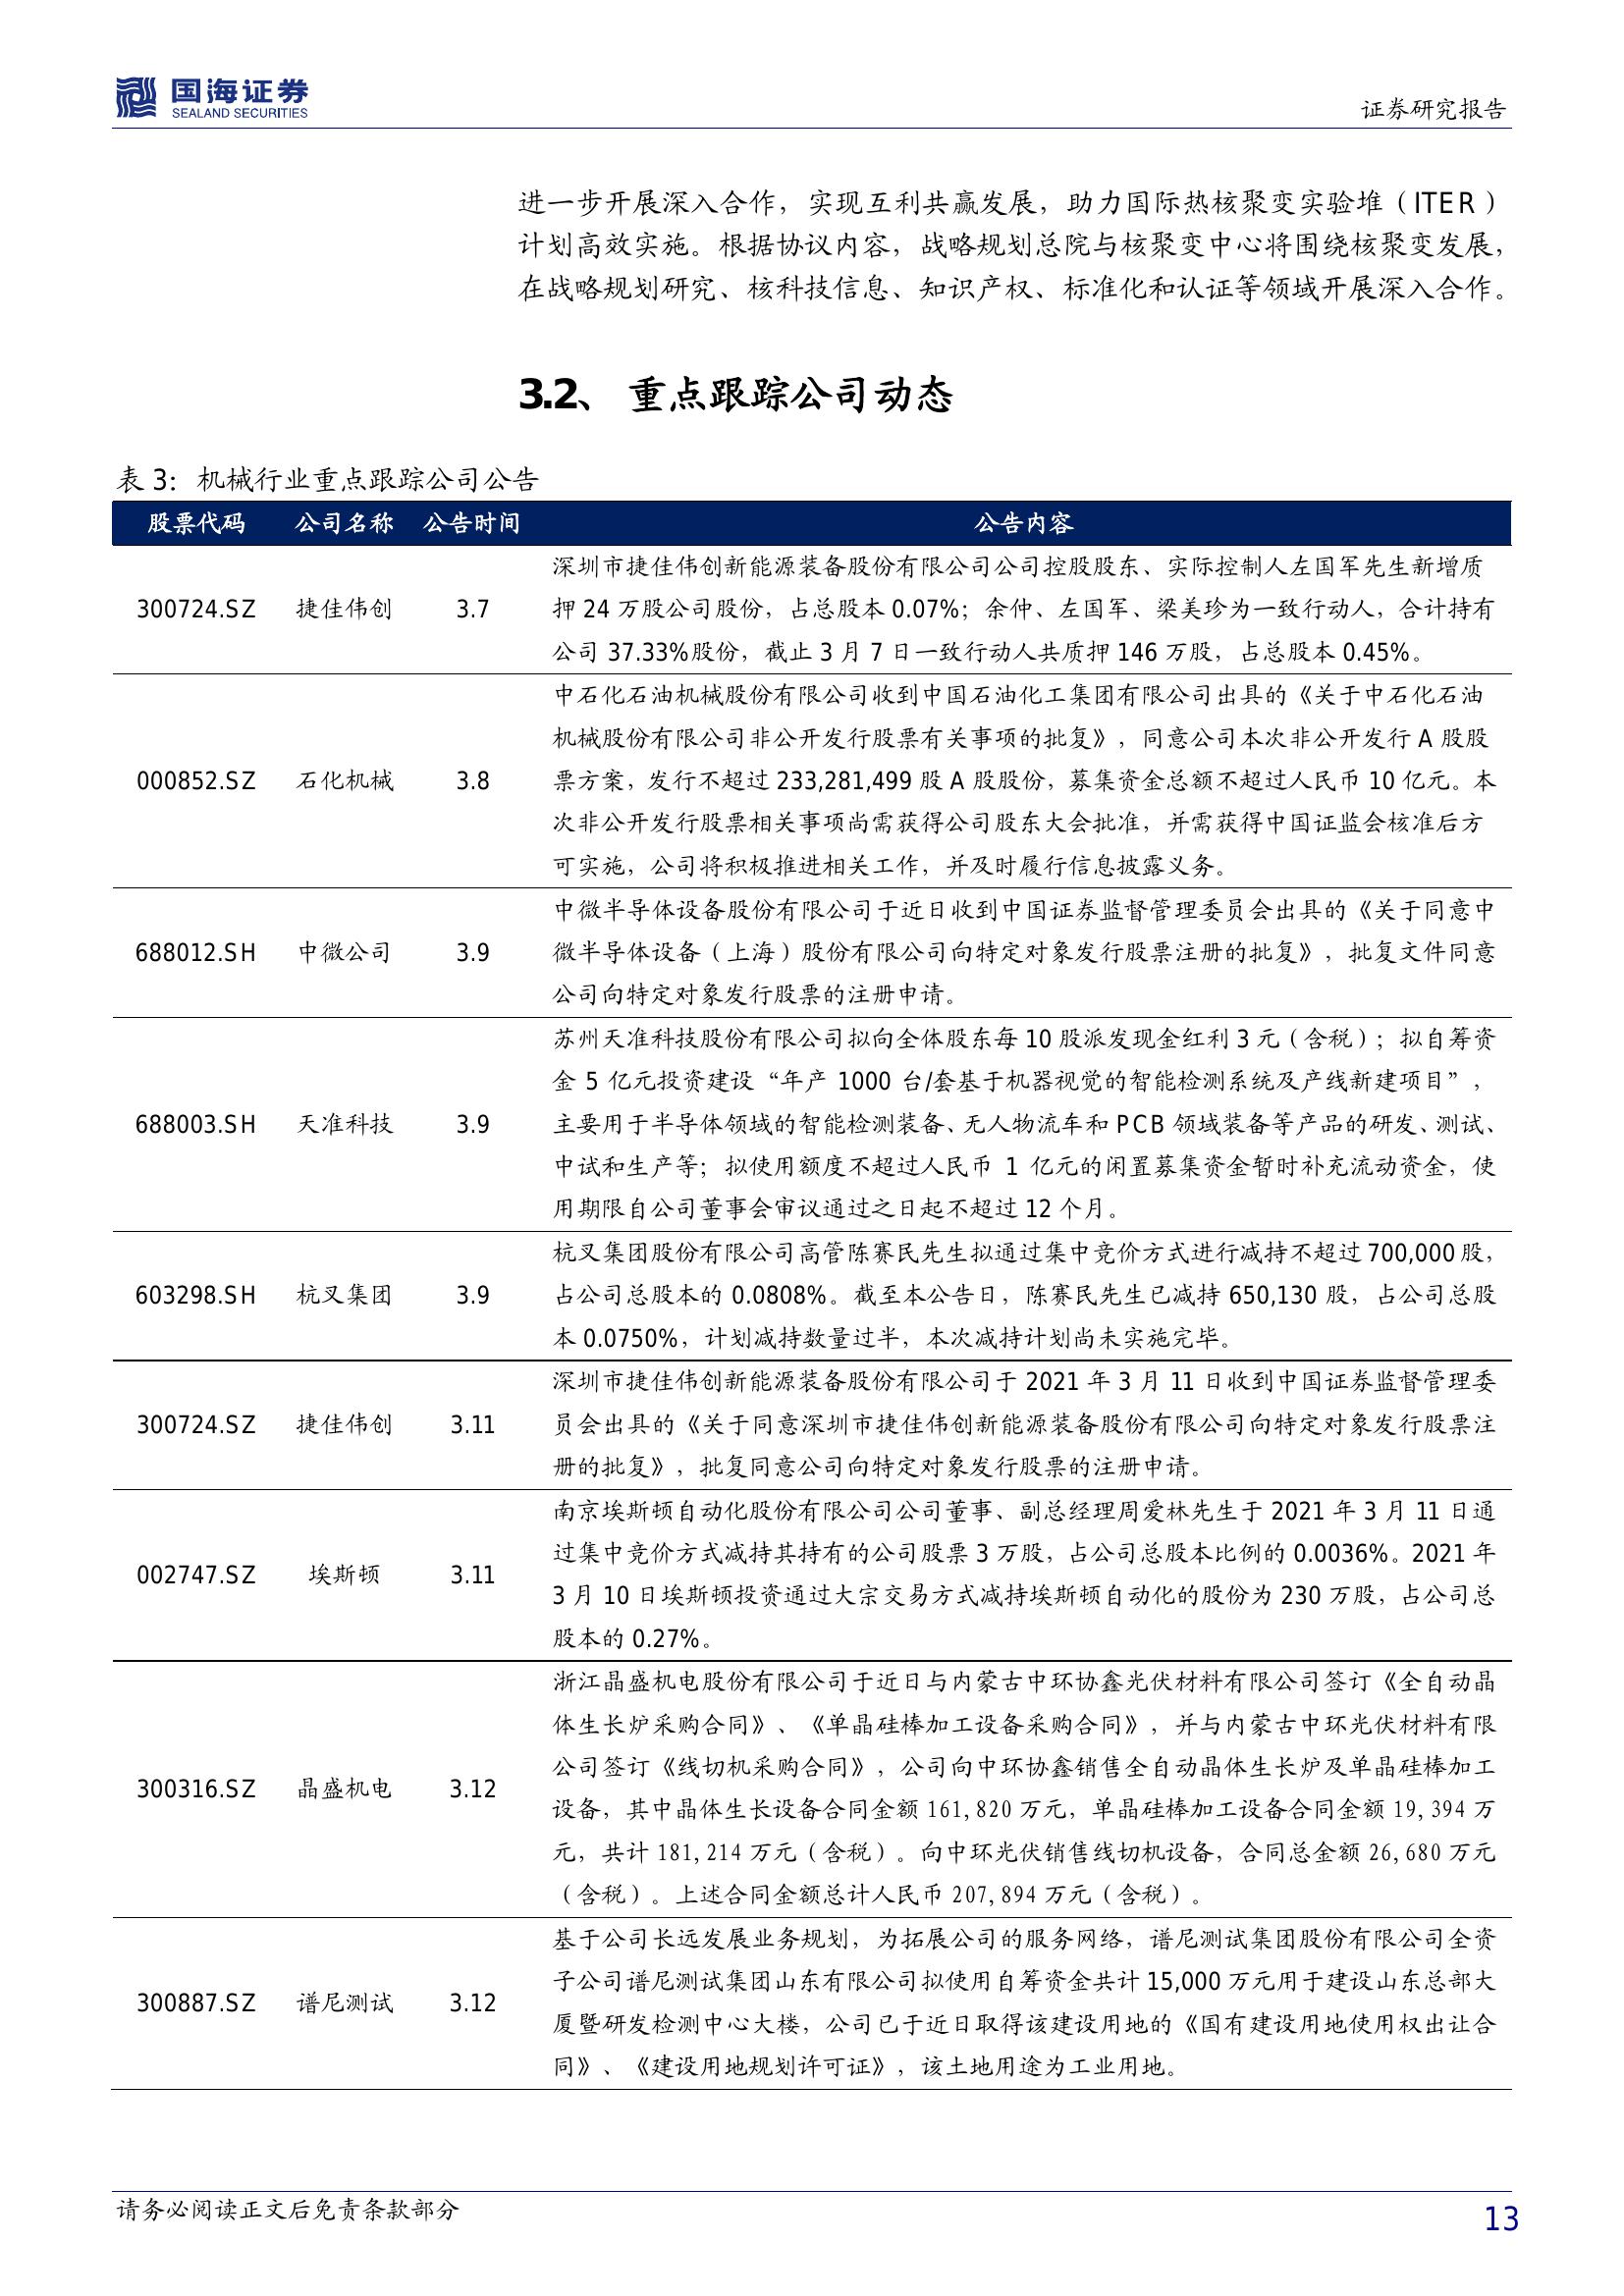 国海证券
SEALAND SECURITIES
证券研究报告
进一步开展深入合作，实现互利共赢发展，助力国际热核聚变实验堆（ITER）
计划高效实施。根据协议内容，战略规划总院与核聚变中心将围绕核聚变发展，
在战略规划研究、核科技信息、知识产权、标准化和认证等领域开展深入合作。
3.2、 重点跟踪公司动态
表 3：机械行业重点跟踪公司公告
股票代码 公司名称 公告时间 公告内容
深圳市捷佳伟创新能源装备股份有限公司公司控股股东、实际控制人左国军先生新增质
300724.SZ 捷佳伟创 3.7 押 24 万股公司股份，占总股本 0.07%；余仲、左国军、梁美珍为一致行动人，合计持有
公司 37.33%股份，截止 3 月 7 日一致行动人共质押 146 万股，占总股本 0.45%。
中石化石油机械股份有限公司收到中国石油化工集团有限公司出具的《关于中石化石油
机械股份有限公司非公开发行股票有关事项的批复》，同意公司本次非公开发行 A 股股
000852.SZ 石化机械 3.8 票方案，发行不超过 233,281,499 股 A 股股份，募集资金总额不超过人民币 10 亿元。本
次非公开发行股票相关事项尚需获得公司股东大会批准，并需获得中国证监会核准后方
可实施，公司将积极推进相关工作，并及时履行信息披露义务。
中微半导体设备股份有限公司于近日收到中国证券监督管理委员会出具的《关于同意中
688012.SH 中微公司 3.9 微半导体设备（上海）股份有限公司向特定对象发行股票注册的批复》，批复文件同意
公司向特定对象发行股票的注册申请。
苏州天准科技股份有限公司拟向全体股东每 10 股派发现金红利 3 元（含税）；拟自筹资
金 5 亿元投资建设“年产 1000 台/套基于机器视觉的智能检测系统及产线新建项目”，
688003.SH 天准科技 3.9 主要用于半导体领域的智能检测装备、无人物流车和 PCB 领域装备等产品的研发、测试、
中试和生产等；拟使用额度不超过人民币 1 亿元的闲置募集资金暂时补充流动资金，使
用期限自公司董事会审议通过之日起不超过 12 个月。
杭叉集团股份有限公司高管陈赛民先生拟通过集中竞价方式进行减持不超过 700,000 股，
603298.SH 杭叉集团 3.9 占公司总股本的 0.0808%。截至本公告日，陈赛民先生已减持 650,130 股，占公司总股
本 0.0750%，计划减持数量过半，本次减持计划尚未实施完毕。
深圳市捷佳伟创新能源装备股份有限公司于 2021 年 3 月 11 日收到中国证券监督管理委
300724.SZ 捷佳伟创 3.11 员会出具的《关于同意深圳市捷佳伟创新能源装备股份有限公司向特定对象发行股票注
册的批复》，批复同意公司向特定对象发行股票的注册申请。
南京埃斯顿自动化股份有限公司公司董事、副总经理周爱林先生于 2021 年 3 月 11 日通
002747.SZ 埃斯顿 3.11 过集中竞价方式减持其持有的公司股票 3 万股，占公司总股本比例的 0.0036%。2021 年
3 月 10 日埃斯顿投资通过大宗交易方式减持埃斯顿自动化的股份为 230 万股，占公司总
股本的 0.27%。
浙江晶盛机电股份有限公司于近日与内蒙古中环协鑫光伏材料有限公司签订《全自动晶
体生长炉采购合同》、《单晶硅棒加工设备采购合同》，并与内蒙古中环光伏材料有限
公司签订《线切机采购合同》，公司向中环协鑫销售全自动晶体生长炉及单晶硅棒加工
300316.SZ 晶盛机电 3.12 设备，其中晶体生长设备合同金额 161,820 万元，单晶硅棒加工设备合同金额 19,394 万
元，共计 181,214 万元（含税）。向中环光伏销售线切机设备，合同总金额 26,680 万元
（含税）。上述合同金额总计人民币 207,894 万元（含税）。
基于公司长远发展业务规划，为拓展公司的服务网络，谱尼测试集团股份有限公司全资
300887.SZ 谱尼测试 3.12 子公司谱尼测试集团山东有限公司拟使用自筹资金共计 15,000 万元用于建设山东总部大
厦暨研发检测中心大楼，公司已于近日取得该建设用地的《国有建设用地使用权出让合
同》、《建设用地规划许可证》，该土地用途为工业用地。
请务必阅读正文后免责条款部分
13